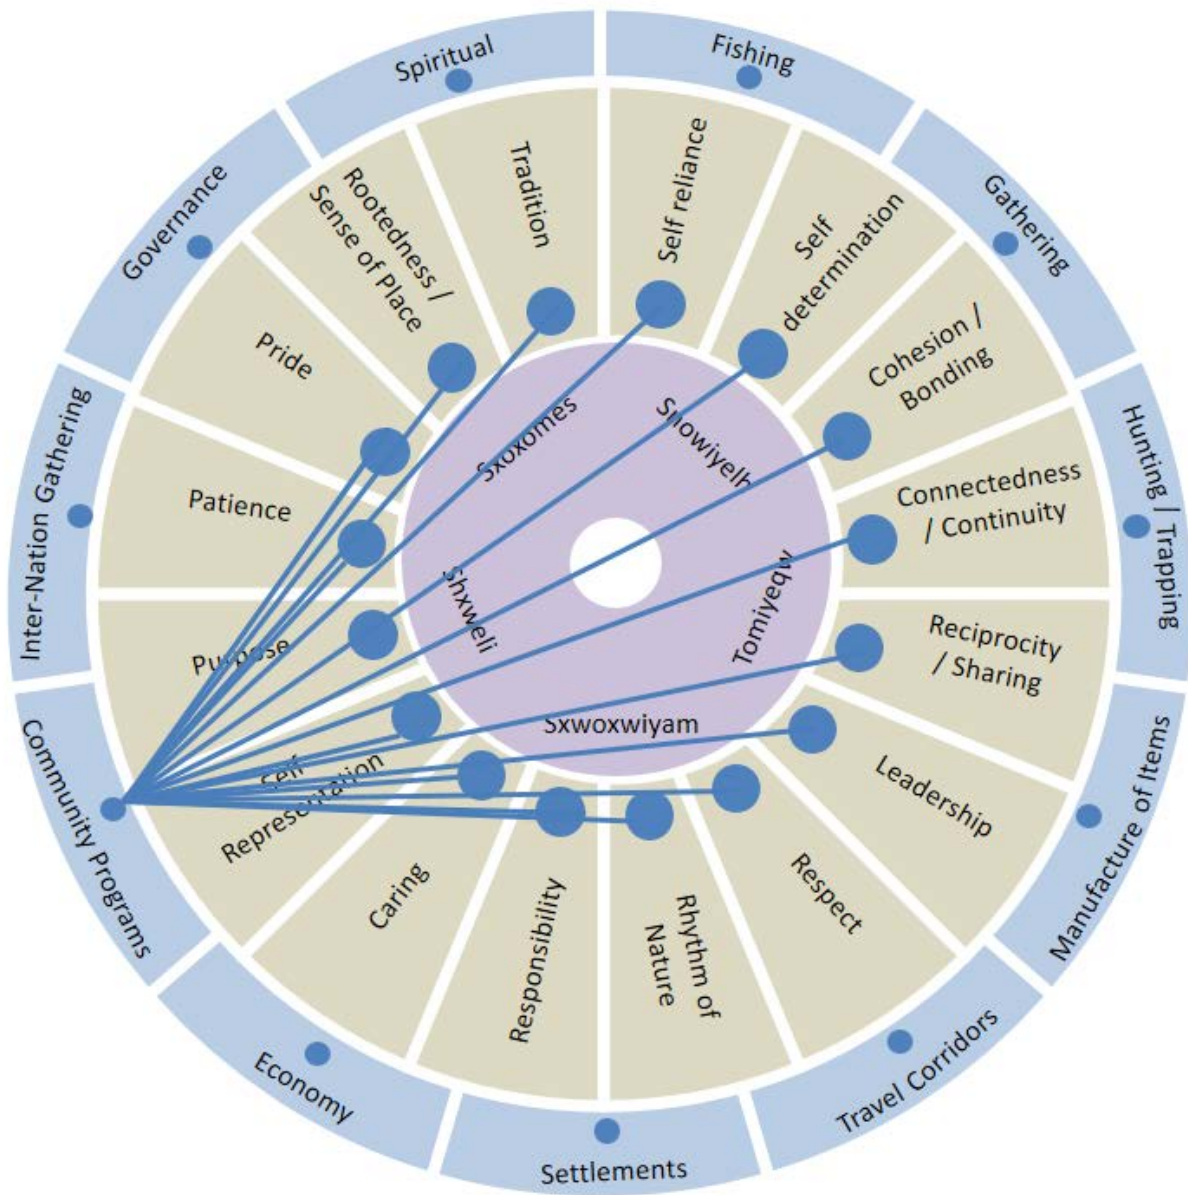 Spiritual
Fishing
Gathering
Hunting / Trapping
Manufacture of Items
Travel Corridors
Settlements
Economy
Community Programs
Inter-Nation Gathering
Governance
Tradition
Self reliance
Self
determination
Cohesion /
Bonding
Connectedness
/ Continuity
Reciprocity
/ Sharing
Leadership
Respect
Rhythm of
Nature
Responsibility
Caring
Self
Representation
Purpose
Patience
Pride
Rootedness /
Sense of Place
Sxoxomes
Snowiyelh
Tomiyeqw
Sxwoxwiyam
Shxweli